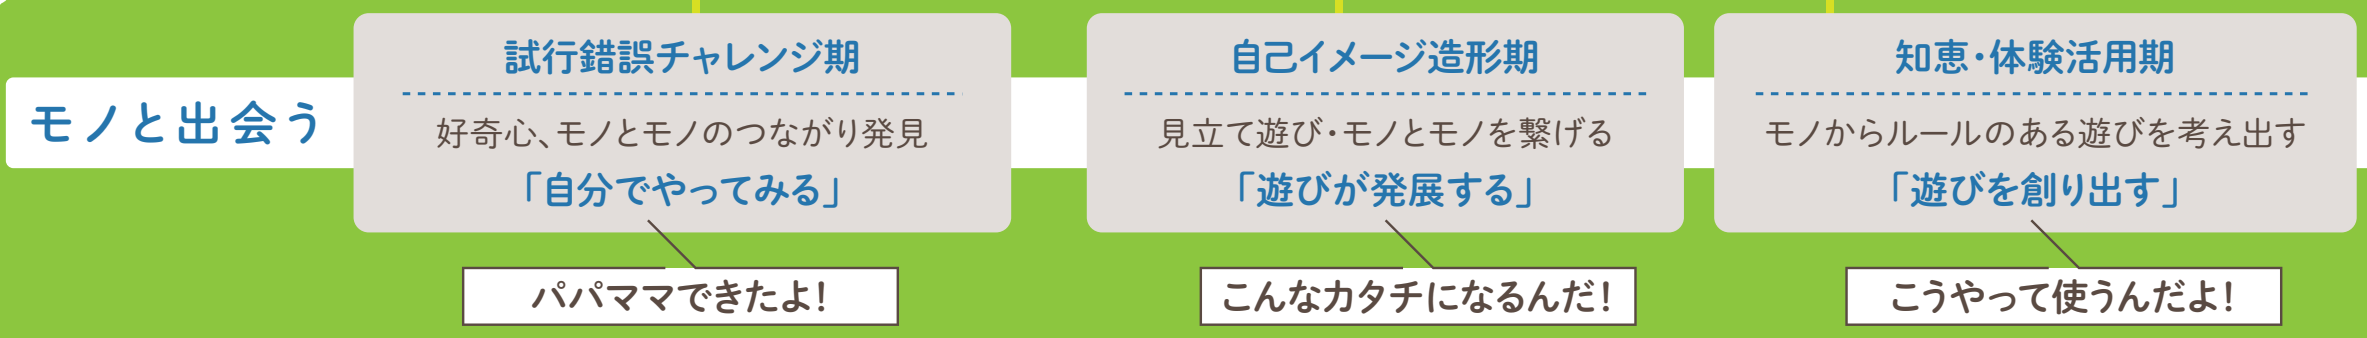 モノと出会う
試行錯誤チャレンジ期
好奇心、モノとモノのつながり発見
「自分でやってみる」
パパママできたよ!
自己イメージ造形期
見立て遊び・モノとモノを繋げる
「遊びが発展する」
こんなカタチになるんだ!
知恵・体験活用期
モノからルールのある遊びを考え出す
「遊びを創り出す」
こうやって使うんだよ!